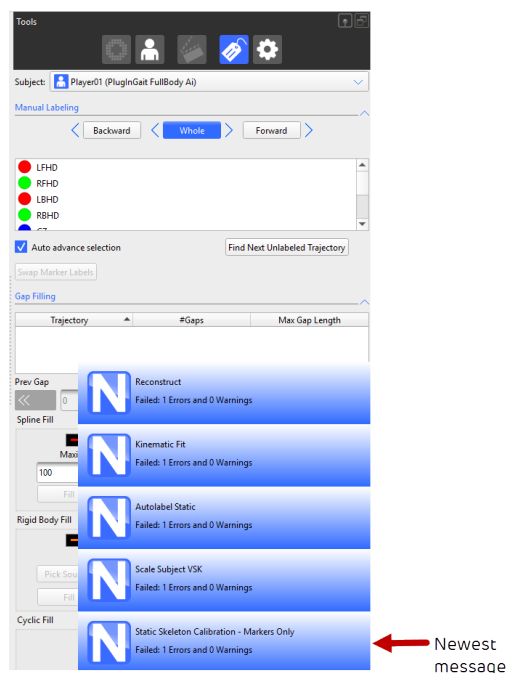 Tools
Subject: Player01 (PlugInGait FullBody Ai)
Manual Labeling
Backward Whole Forward
LFHD
RFHD
LBHD
RBHD
Auto advance selection Find Next Unlabeled Trajectory
Swap Marker Labels
Gap Filling
Trajectory #Gaps Max Gap Length
Prev Gap
0
Spline Fill
Maxi
100
Fill
Rigid Body Fill
Pick Sou
Fill
Cyclic Fill
N Reconstruct
Failed: 1 Errors and 0 Warnings
N Kinematic Fit
Failed: 1 Errors and 0 Warnings
N Autolabel Static
Failed: 1 Errors and 0 Warnings
N Scale Subject VSK
Failed: 1 Errors and 0 Warnings
N Static Skeleton Calibration - Markers Only
Failed: 1 Errors and 0 Warnings
Newest
message